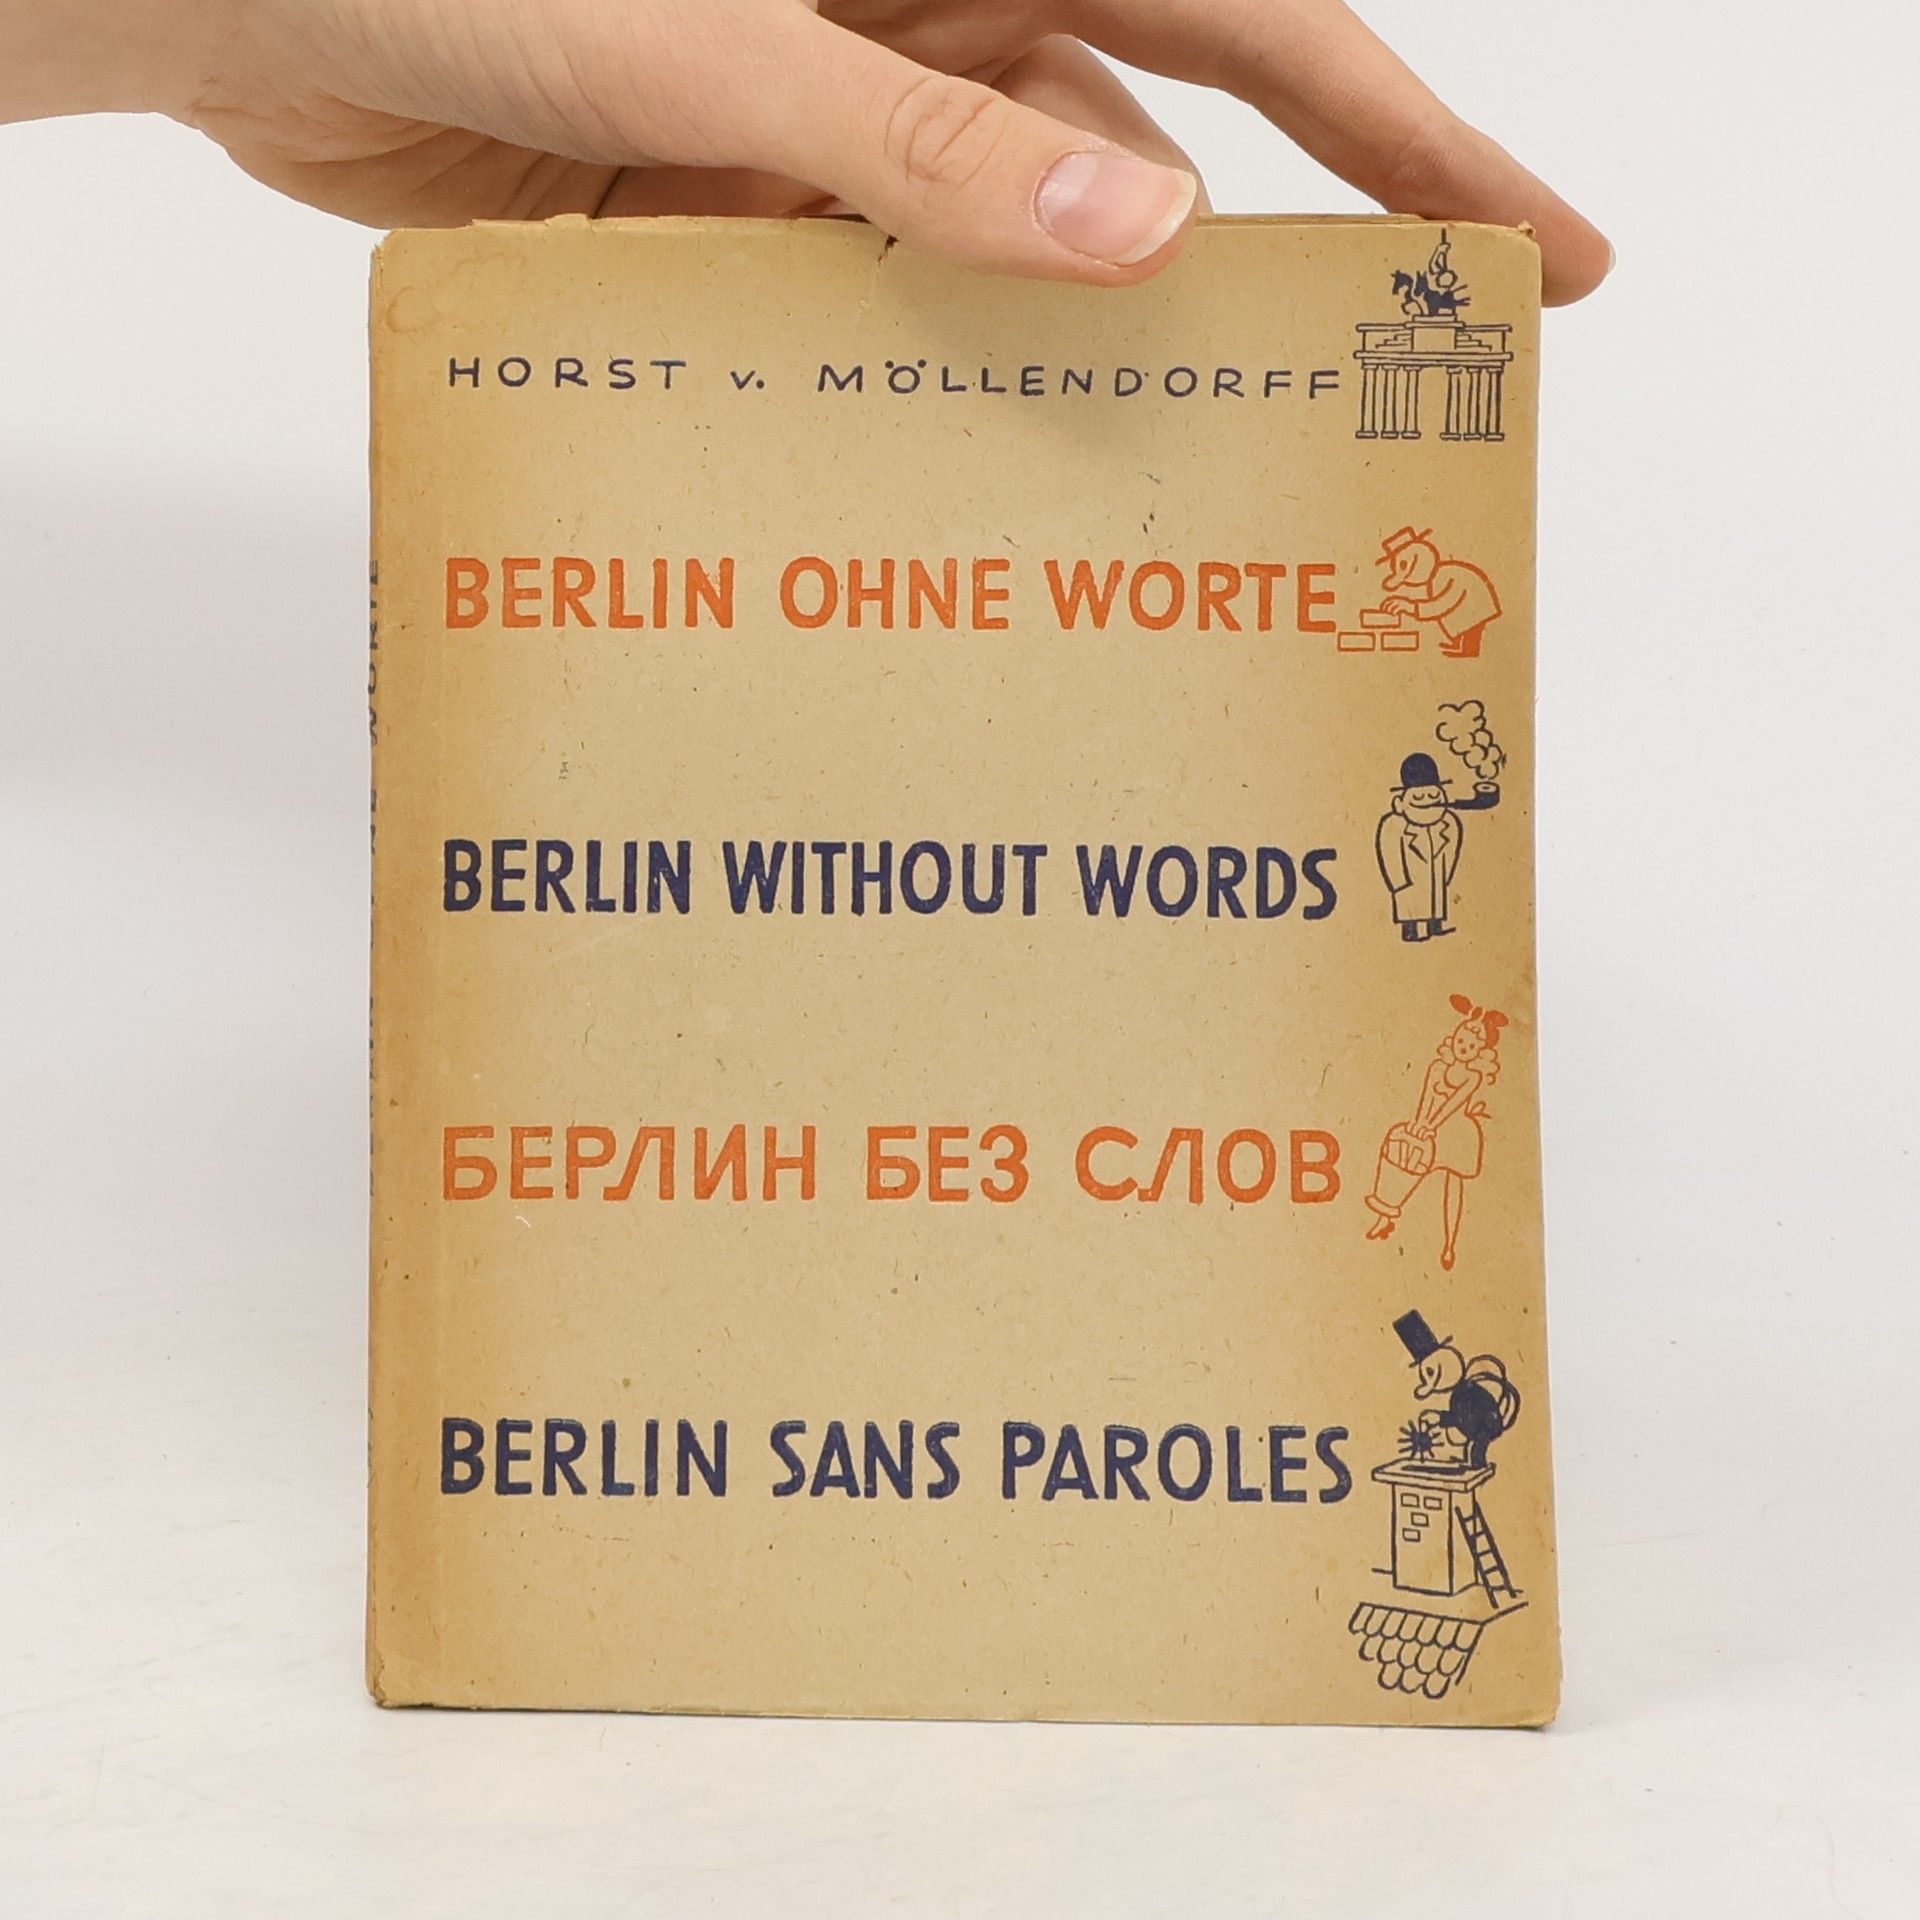 HORST v. MÖLLENDORFF
BERLIN OHNE WORTE
BERLIN WITHOUT WORDS
БЕРЛИН БЕЗ СЛОВ
BERLIN SANS PAROLES